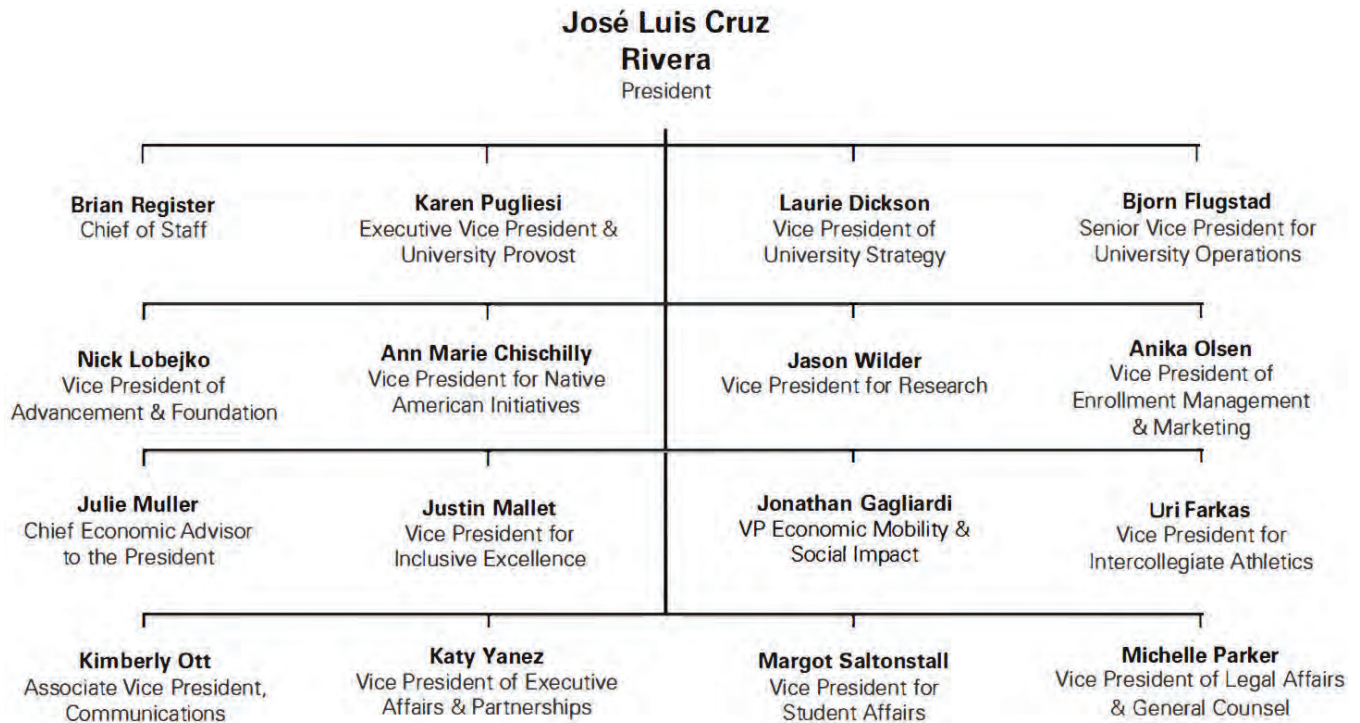 José Luis Cruz
Rivera
President
Brian Register
Chief of Staff
Karen Pugliesi
Executive Vice President &
University Provost
Laurie Dickson
Vice President of
University Strategy
Bjorn Flugstad
Senior Vice President for
University Operations
Nick Lobejko
Vice President of
Advancement & Foundation
Ann Marie Chischilly
Vice President for Native
American Initiatives
Jason Wilder
Vice President for Research
Anika Olsen
Vice President of
Enrollment Management
& Marketing
Julie Muller
Chief Economic Advisor
to the President
Justin Mallet
Vice President for
Inclusive Excellence
Jonathan Gagliardi
VP Economic Mobility &
Social Impact
Uri Farkas
Vice President for
Intercollegiate Athletics
Kimberly Ott
Associate Vice President,
Communications
Katy Yanez
Vice President of Executive
Affairs & Partnerships
Margot Saltonstall
Vice President for
Student Affairs
Michelle Parker
Vice President of Legal Affairs
& General Counsel